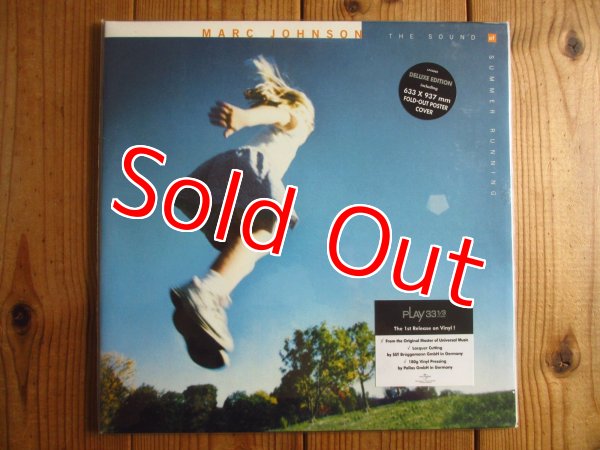 MARC JOHNSON
THE SOUND of SUMMER RUNNING
DELUXE EDITION
including
633 X 937 mm
FOLD-OUT POSTER
COVER
Sold Out
PLAY 33 1/3
The 1st Release on Vinyl !
√ From the Original Master of Universal Music
√ Lacquer Cutting
by SST Brüggemann GmbH in Germany
√ 180g Vinyl Pressing
by Pallas GmbH in Germany